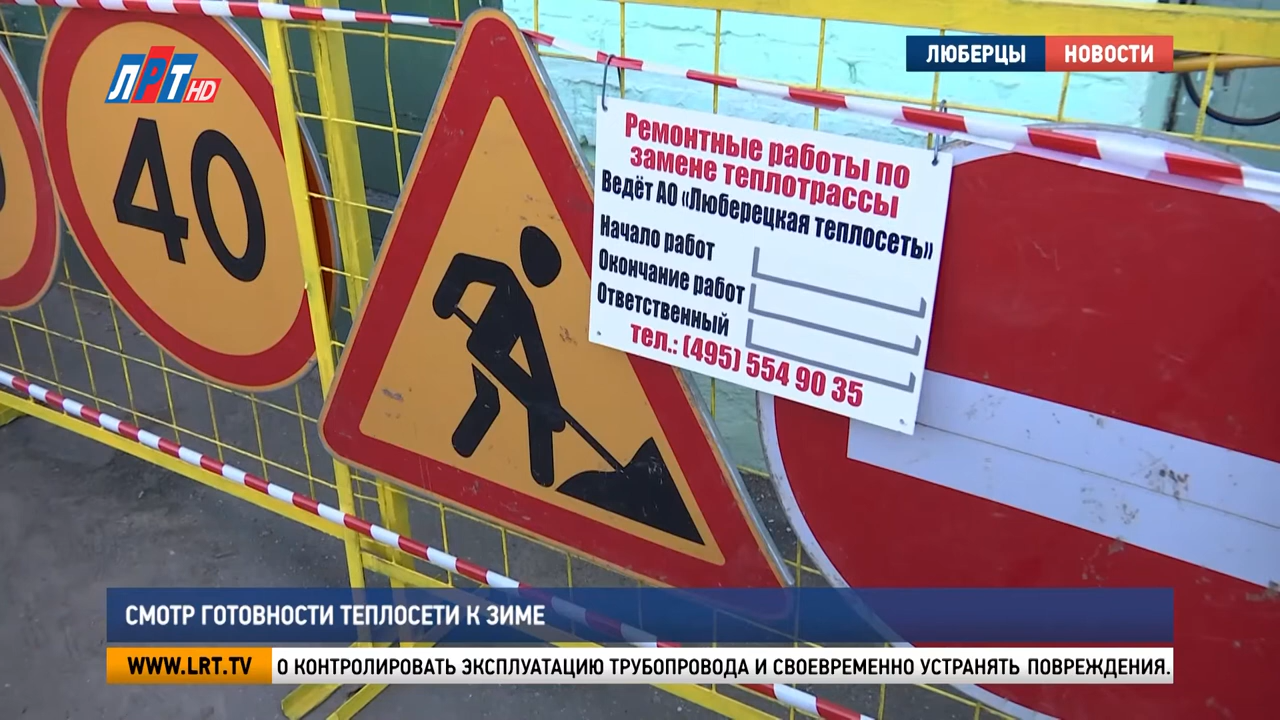 ЛРТ HD
ЛЮБЕРЦЫ НОВОСТИ
40
Ремонтные работы по
замене теплотрассы
Ведёт АО «Люберецкая теплосеть»
Начало работ
Окончание работ
Ответственный
тел.: (495) 554 90 35
СМОТР ГОТОВНОСТИ ТЕПЛОСЕТИ К ЗИМЕ
WWW.LRT.TV О КОНТРОЛИРОВАТЬ ЭКСПЛУАТАЦИЮ ТРУБОПРОВОДА И СВОЕВРЕМЕННО УСТРАНЯТЬ ПОВРЕЖДЕНИЯ.